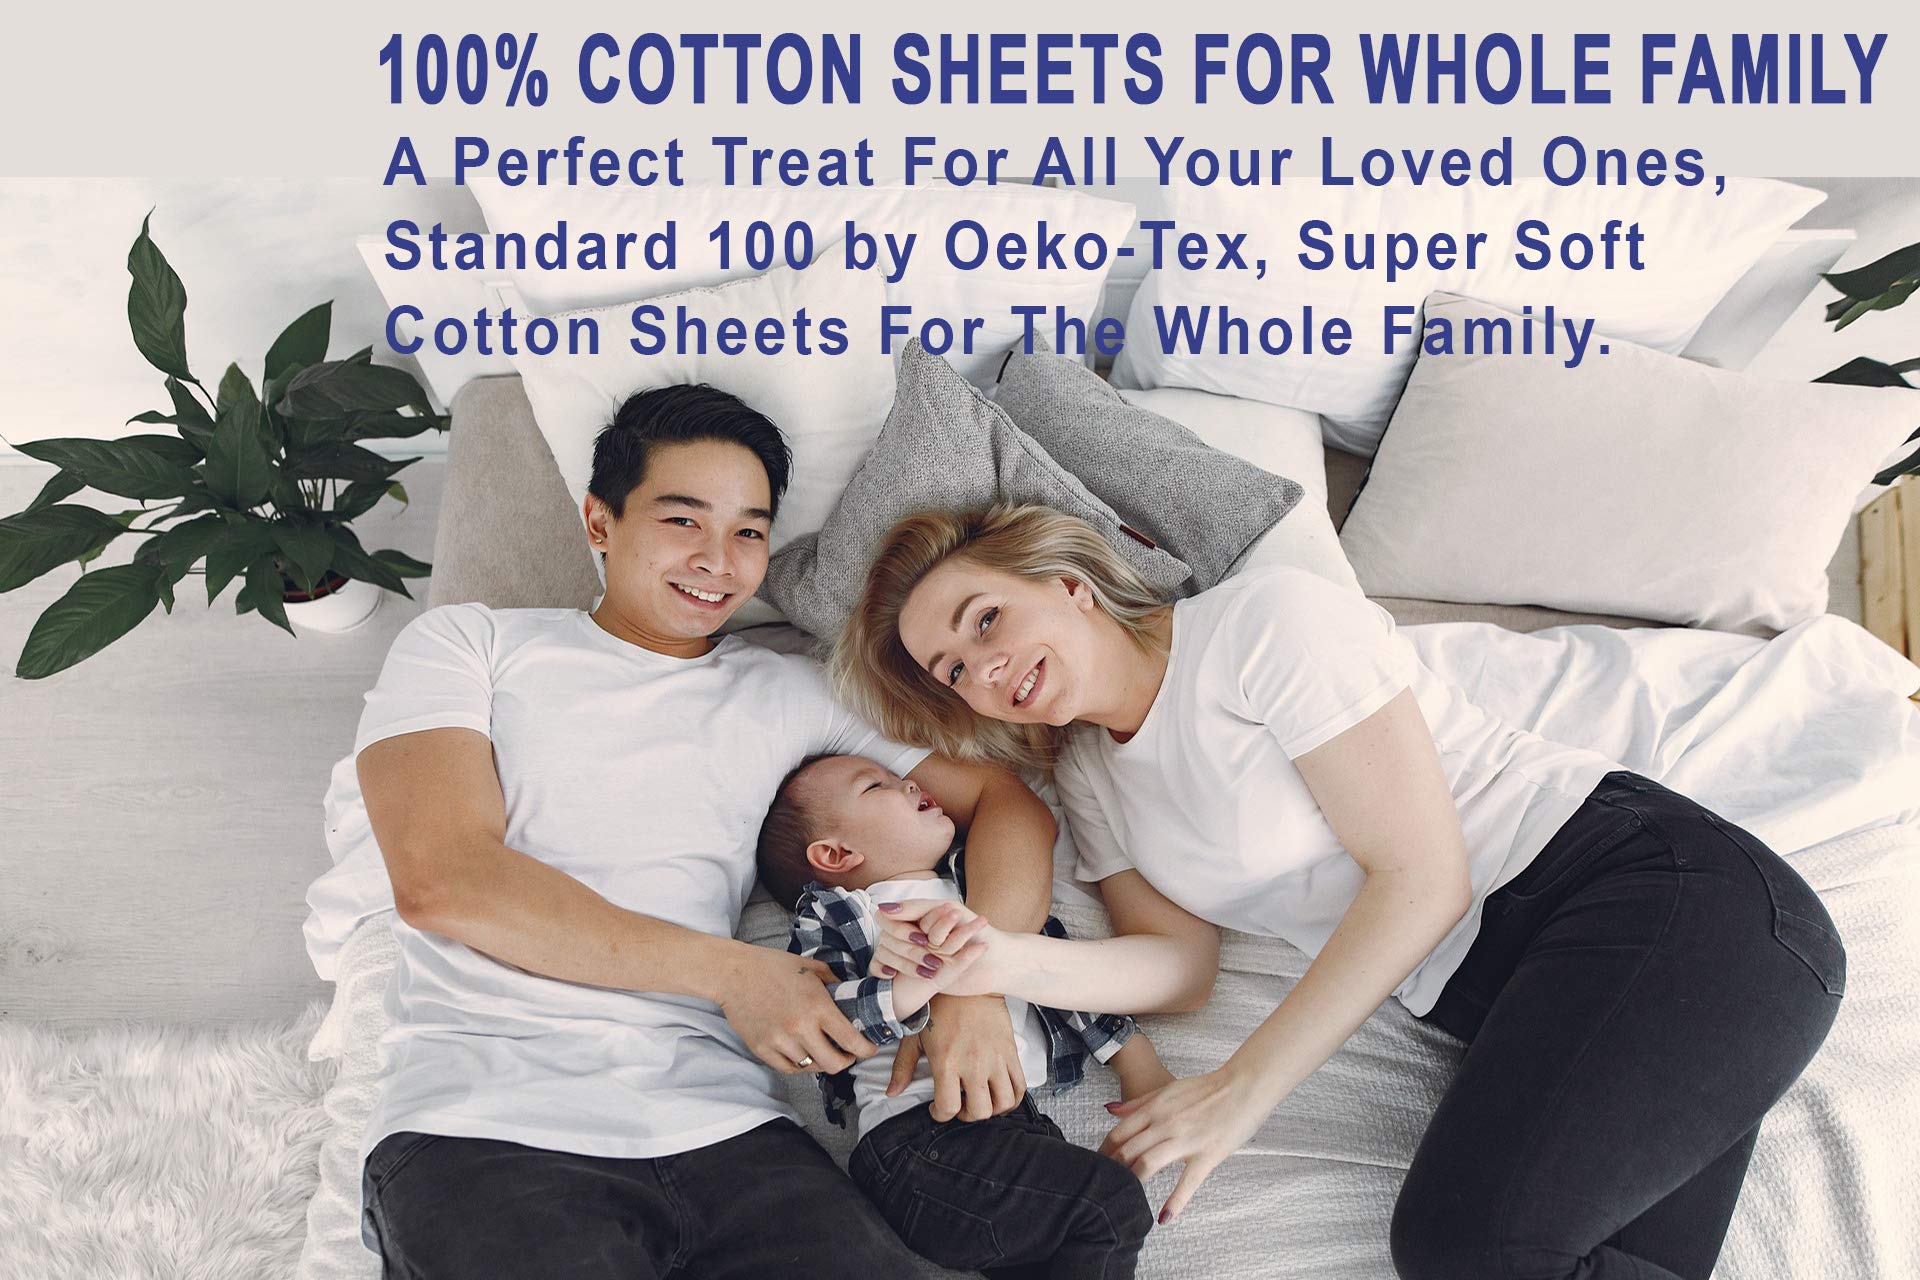 100% COTTON SHEETS FOR WHOLE FAMILY
A Perfect Treat For All Your Loved Ones,
Standard 100 by Oeko-Tex, Super Soft
Cotton Sheets For The Whole Family.